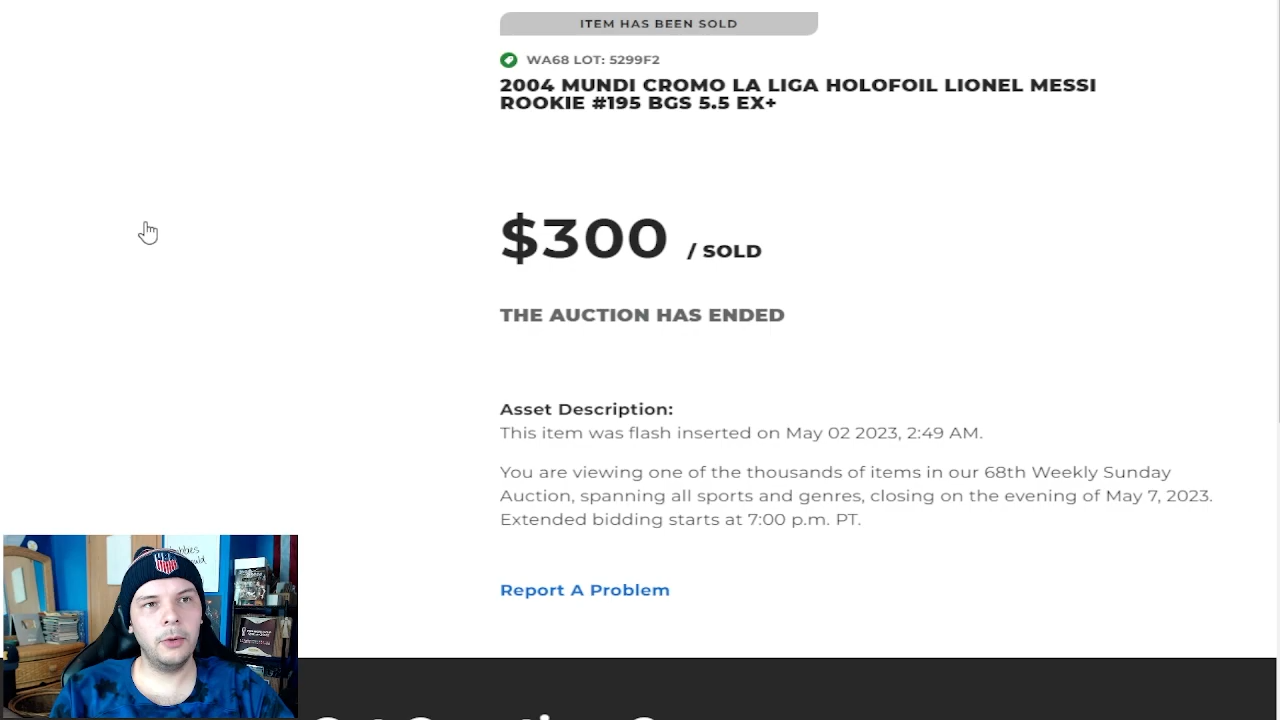 ITEM HAS BEEN SOLD
WA68 LOT: 5299F2
2004 MUNDI CROMO LA LIGA HOLOFOIL LIONEL MESSI
ROOKIE #195 BGS 5.5 EX+
$300 / SOLD
THE AUCTION HAS ENDED
Asset Description:
This item was flash inserted on May 02 2023, 2:49 AM.
You are viewing one of the thousands of items in our 68th Weekly Sunday
Auction, spanning all sports and genres, closing on the evening of May 7, 2023.
Extended bidding starts at 7:00 p.m. PT.
Report A Problem